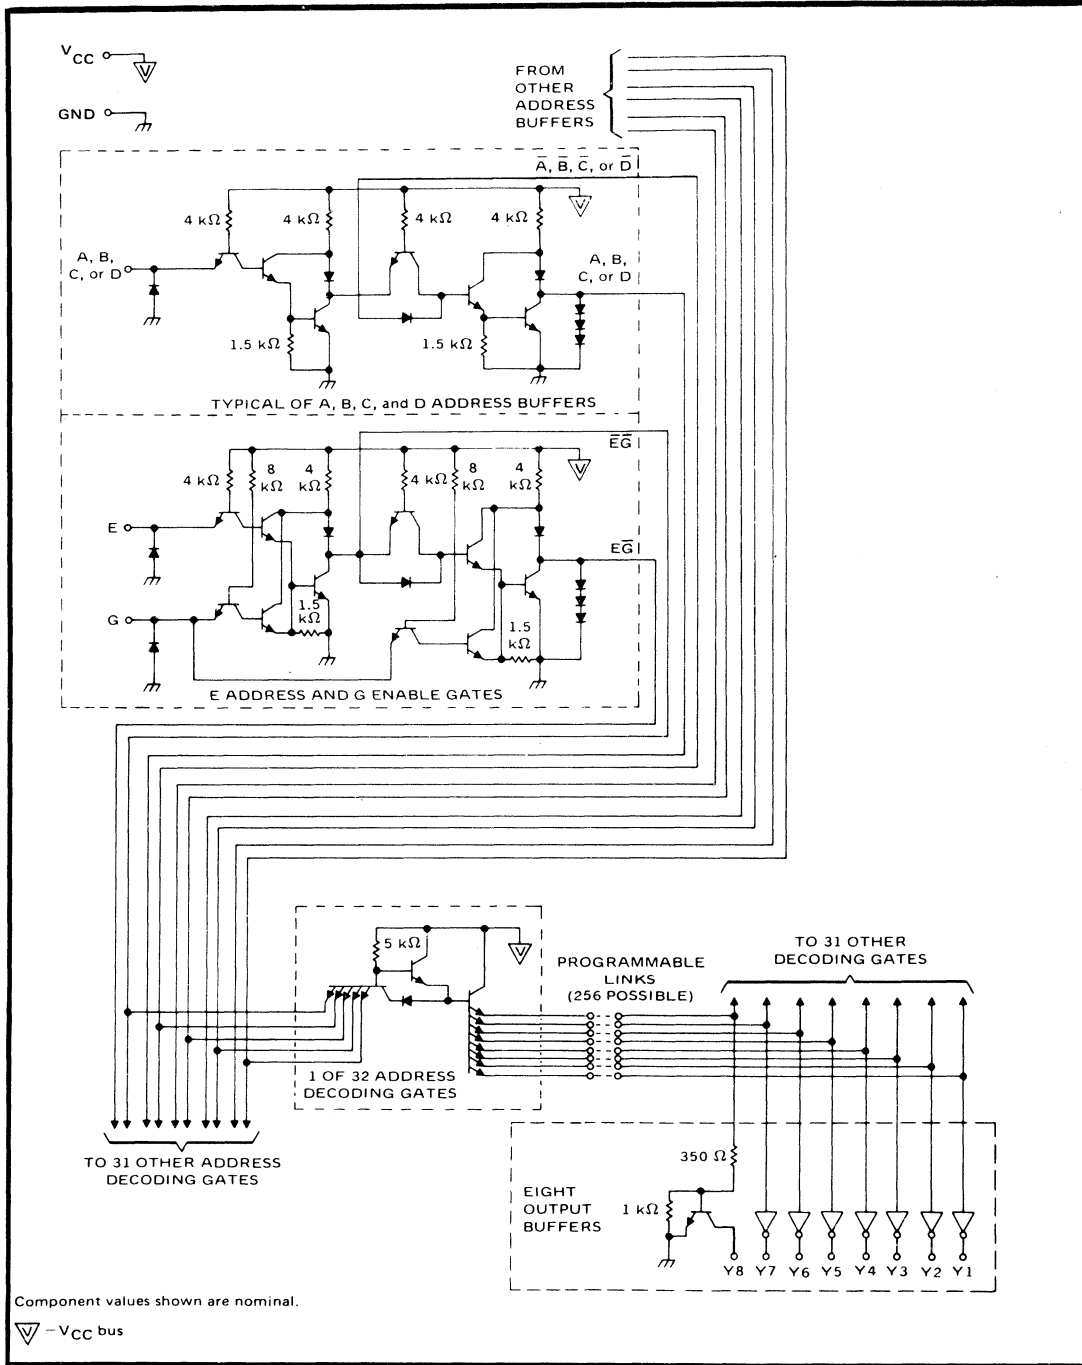 VCC
V
GND
FROM
OTHER
ADDRESS
BUFFERS
A̅, B̅, C̅, or D̅
V
4 kΩ
4 kΩ
4 kΩ
4 kΩ
A, B,
C, or D
A, B,
C, or D
1.5 kΩ
1.5 kΩ
TYPICAL OF A, B, C, and D ADDRESS BUFFERS
E̅G̅
V
4 kΩ
8
kΩ
4
kΩ
4 kΩ
8
kΩ
4
kΩ
E
EG̅
G
1.5
kΩ
1.5
kΩ
E ADDRESS AND G ENABLE GATES
5 kΩ
V
PROGRAMMABLE
LINKS
(256 POSSIBLE)
TO 31 OTHER
DECODING GATES
1 OF 32 ADDRESS
DECODING GATES
TO 31 OTHER ADDRESS
DECODING GATES
350 Ω
EIGHT
OUTPUT
BUFFERS
1 kΩ
Y8 Y7 Y6 Y5 Y4 Y3 Y2 Y1
Component values shown are nominal.
V – VCC bus